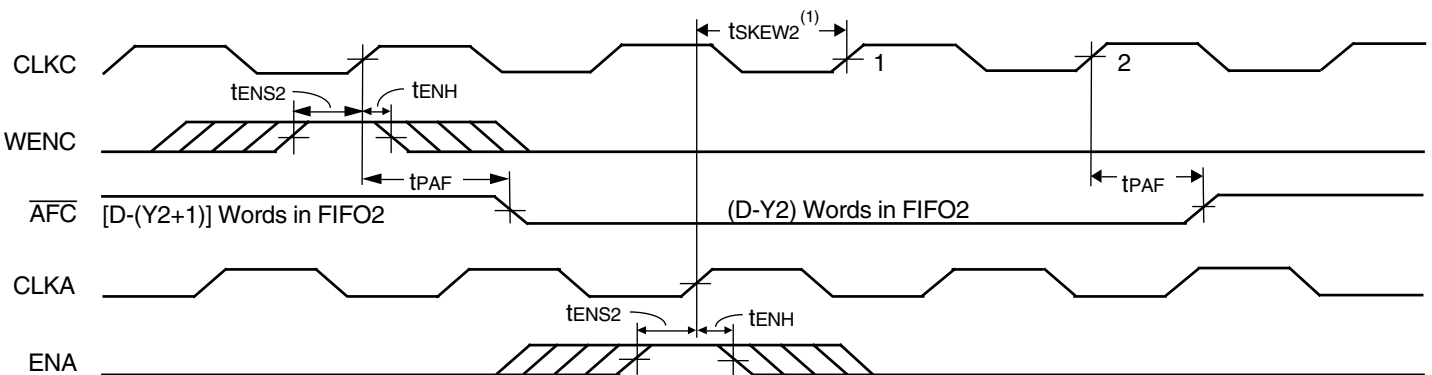 tSKEW2(1)
CLKC
1
2
tENS2
tENH
WENC
tPAF
tPAF
AFC
[D-(Y2+1)] Words in FIFO2
(D-Y2) Words in FIFO2
CLKA
tENS2
tENH
ENA